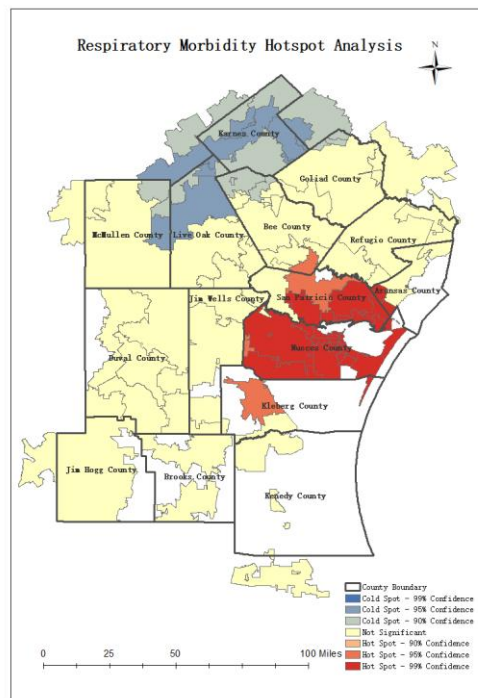 Respiratory Morbidity Hotspot Analysis
N
Karnes County
Goliad County
McMullen County
Live Oak County
Bee County
Refugio County
Aransas County
San Patricio County
Jim Wells County
Duval County
Nueces County
Kleberg County
Jim Hogg County
Brooks County
Kenedy County
County Boundary
Cold Spot - 99% Confidence
Cold Spot - 95% Confidence
Cold Spot - 90% Confidence
Not Significant
Hot Spot - 90% Confidence
Hot Spot - 95% Confidence
Hot Spot - 99% Confidence
0 25 50 100 Miles